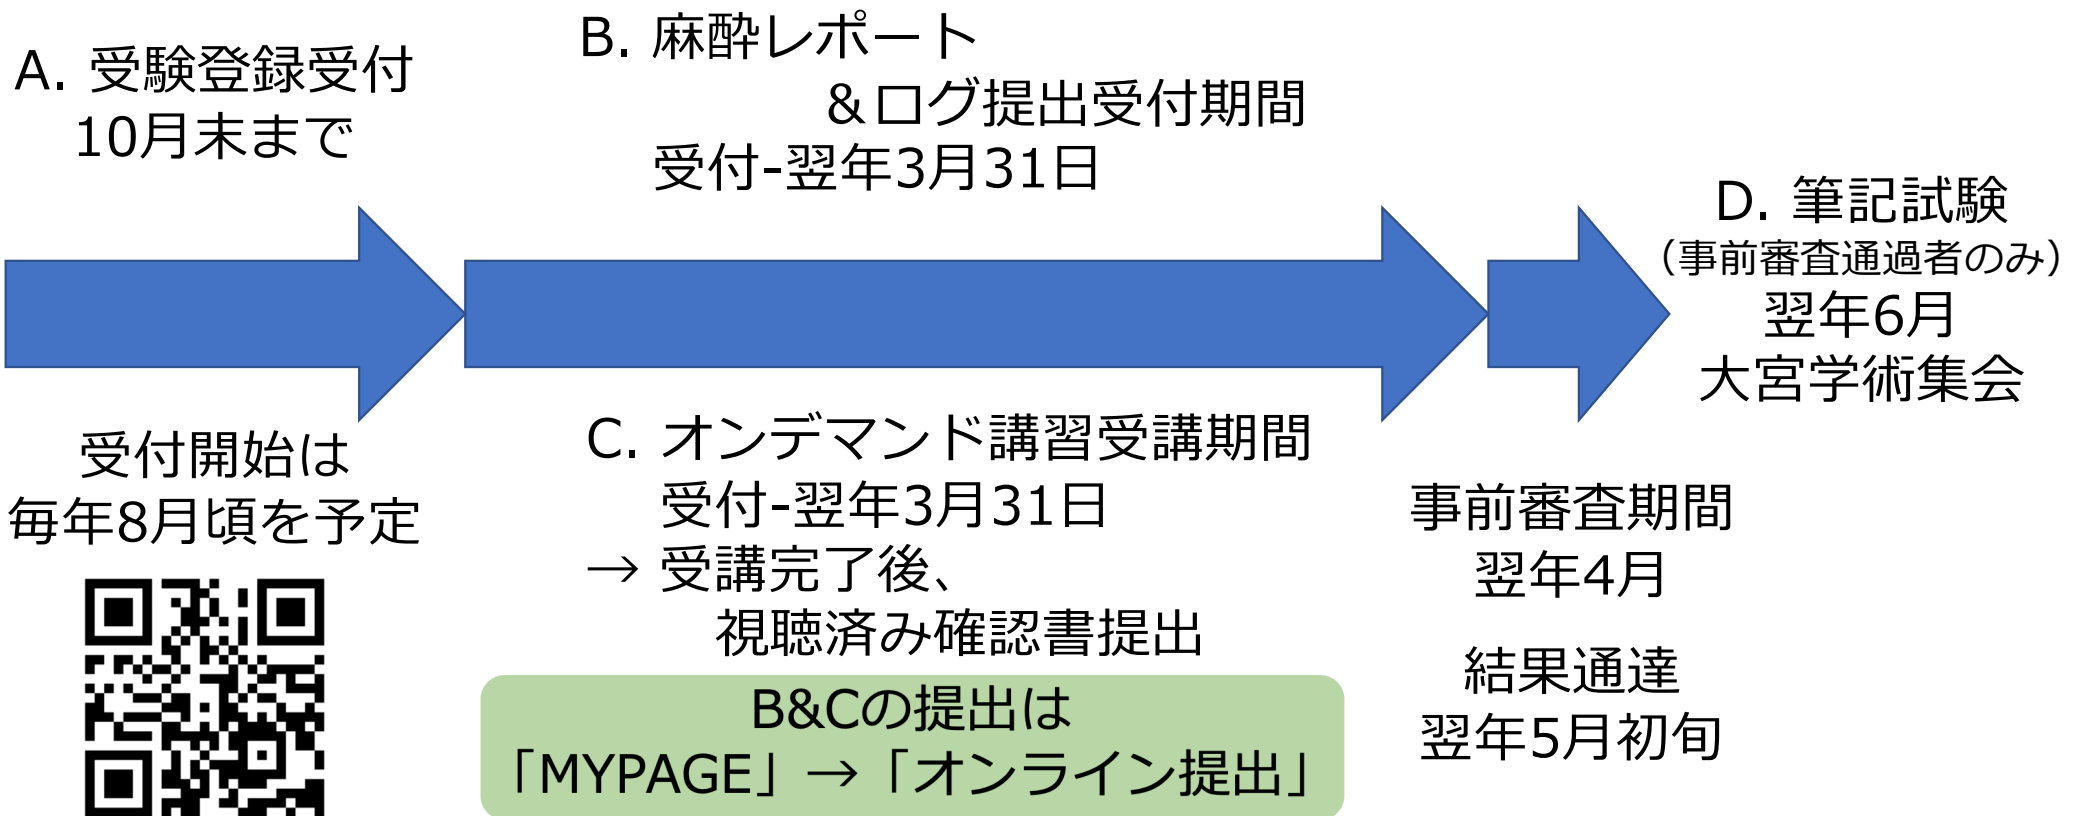 A. 受験登録受付
10月末まで
受付開始は
毎年8月頃を予定
B. 麻酔レポート
＆ログ提出受付期間
受付-翌年3月31日
C. オンデマンド講習受講期間
受付-翌年3月31日
→ 受講完了後、
視聴済み確認書提出
B&Cの提出は
「MYPAGE」→「オンライン提出」
事前審査期間
翌年4月
結果通達
翌年5月初旬
D. 筆記試験
（事前審査通過者のみ）
翌年6月
大宮学術集会